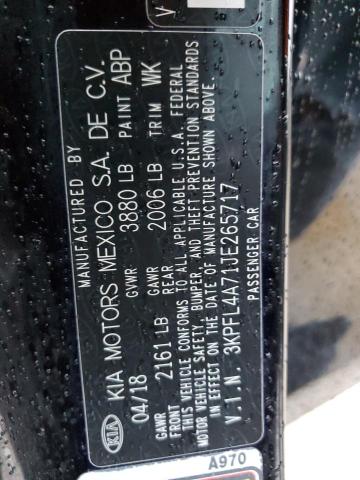 MANUFACTURED BY
KIA KIA MOTORS MEXICO S.A. DE C.V.
04/18 GVWR 3880 LB PAINT ABP
GAWR FRONT 2161 LB GAWR REAR 2006 LB TRIM WK
THIS VEHICLE CONFORMS TO ALL APPLICABLE U.S.A. FEDERAL
MOTOR VEHICLE SAFETY, BUMPER, AND THEFT PREVENTION STANDARDS
IN EFFECT ON THE DATE OF MANUFACTURE SHOWN ABOVE
V.I.N. 3KPFL4A71JE265717
PASSENGER CAR
A970
V